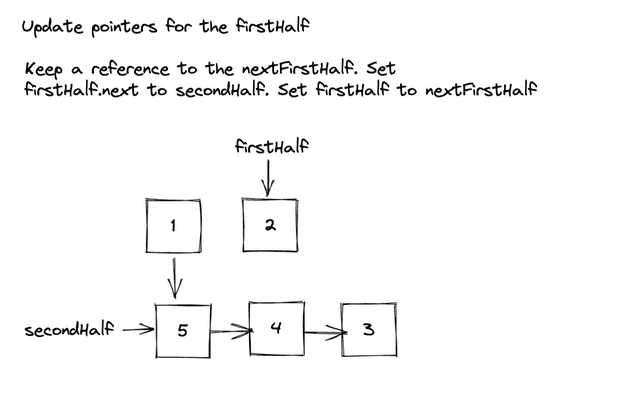 Update pointers for the firstHalf
Keep a reference to the nextFirstHalf. Set
firstHalf.next to secondHalf. Set firstHalf to nextFirstHalf
firstHalf
1
2
secondHalf
5
4
3